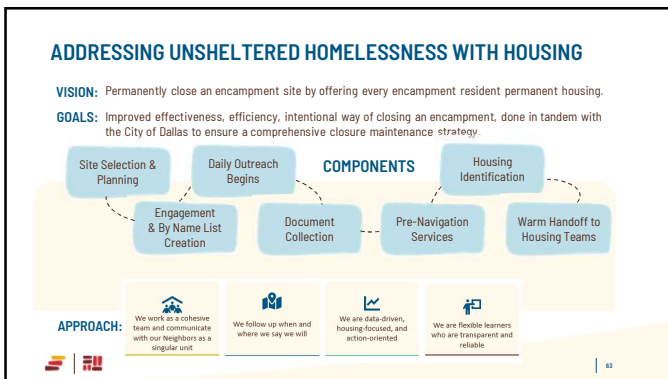 ADDRESSING UNSHELTERED HOMELESSNESS WITH HOUSING
VISION: Permanently close an encampment site by offering every encampment resident permanent housing.
GOALS: Improved effectiveness, efficiency, intentional way of closing an encampment, done in tandem with
the City of Dallas to ensure a comprehensive closure maintenance strategy.
COMPONENTS
Site Selection &
Planning
Engagement
& By Name List
Creation
Daily Outreach
Begins
Document
Collection
Pre-Navigation
Services
Housing
Identification
Warm Handoff to
Housing Teams
APPROACH:
We work as a cohesive
team and communicate
with our Neighbors as a
singular unit
We follow up when and
where we say we will
We are data-driven,
housing-focused, and
action-oriented
We are flexible learners
who are transparent and
reliable
63